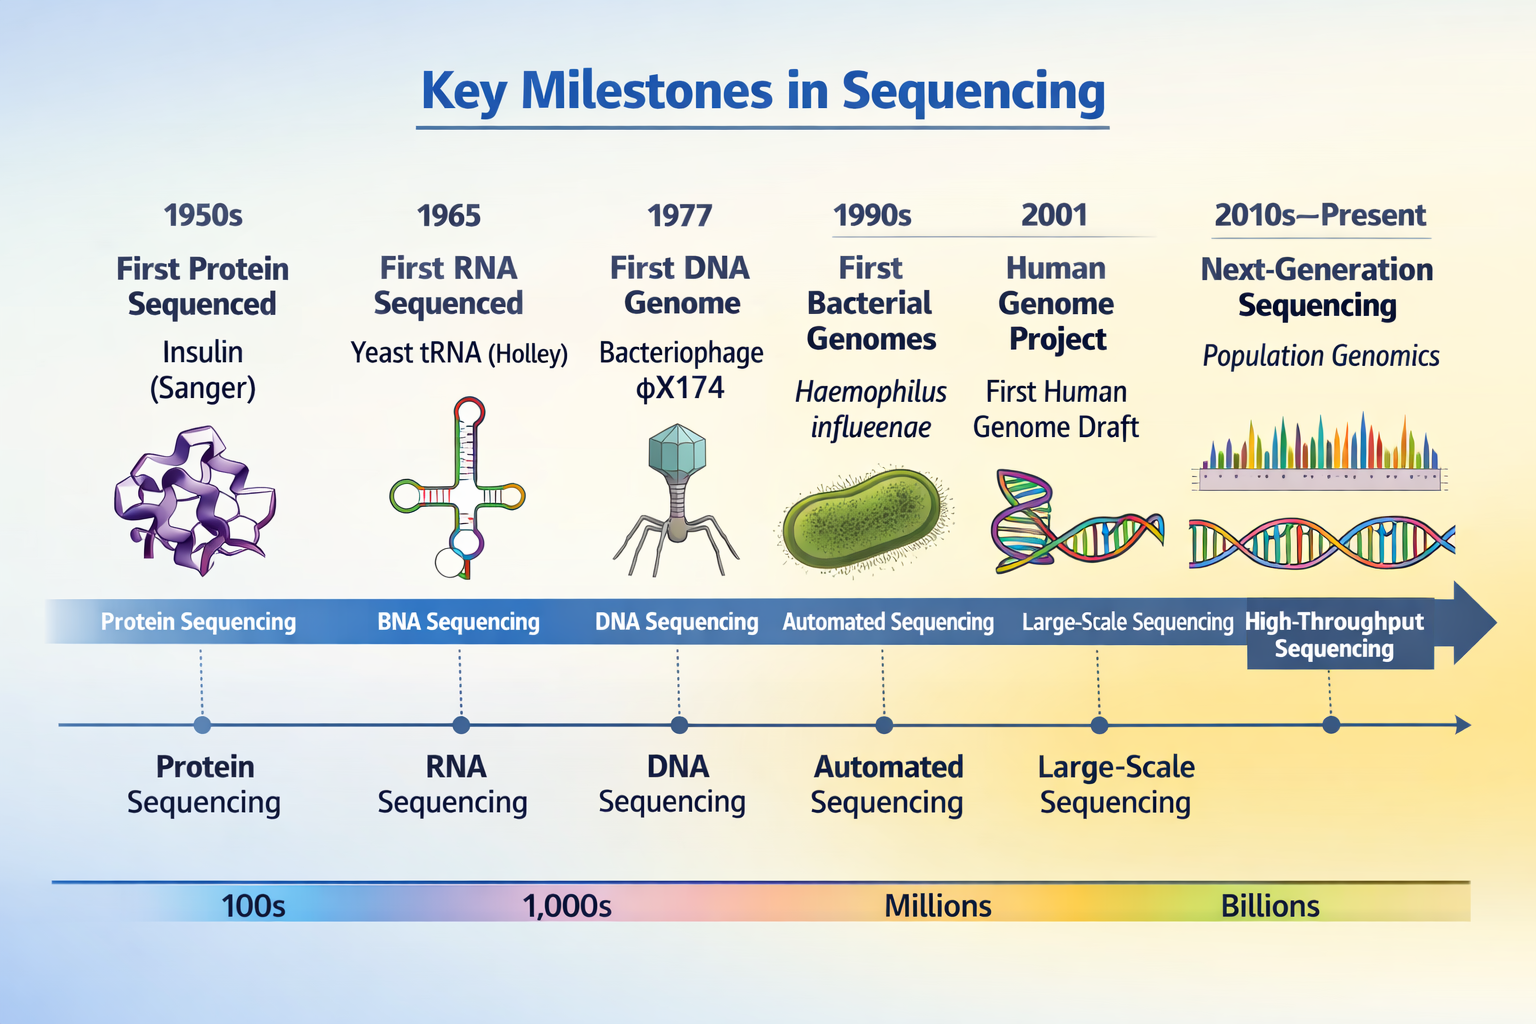 Key Milestones in Sequencing
1950s
First Protein
Sequenced
Insulin
(Sanger)
1965
First RNA
Sequenced
Yeast tRNA (Holley)
1977
First DNA
Genome
Bacteriophage
φX174
1990s
First
Bacterial
Genomes
Haemophilus
influeenae
2001
Human
Genome
Project
First Human
Genome Draft
2010s–Present
Next-Generation
Sequencing
Population Genomics
Protein Sequencing
BNA Sequencing
DNA Sequencing
Automated Sequencing
Large-Scale Sequencing
High-Throughput
Sequencing
Protein
Sequencing
RNA
Sequencing
DNA
Sequencing
Automated
Sequencing
Large-Scale
Sequencing
100s
1,000s
Millions
Billions